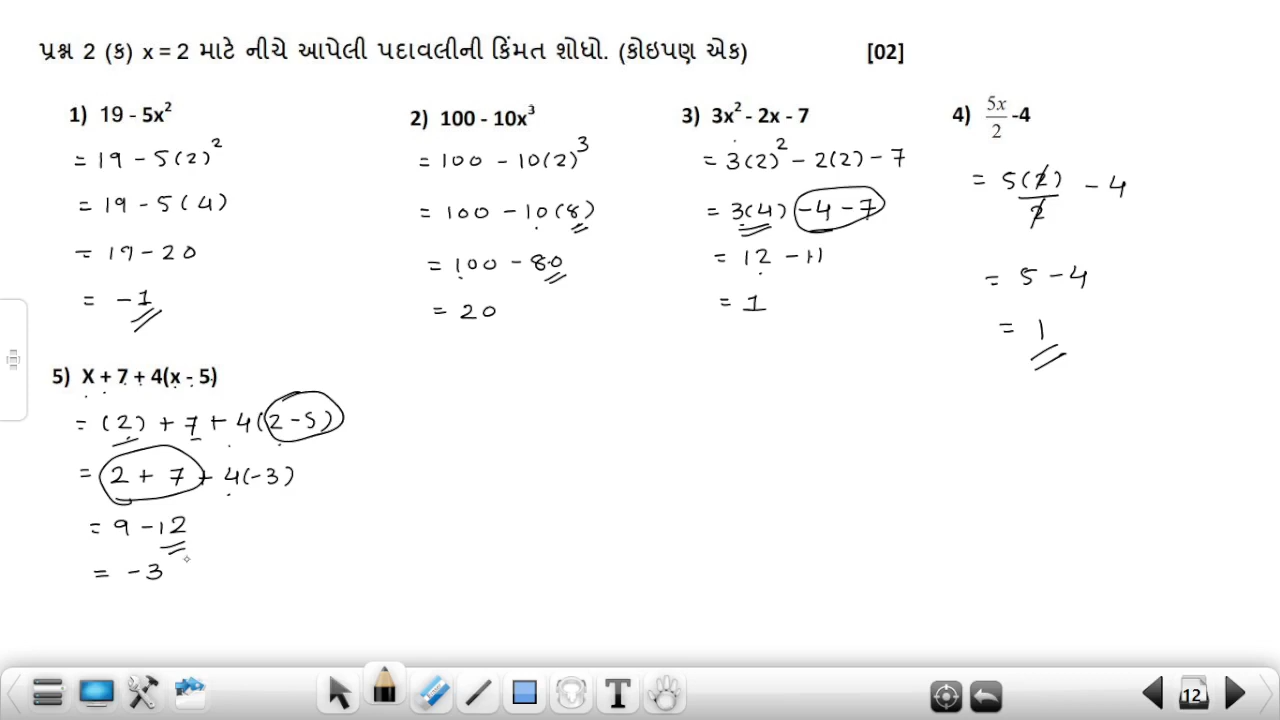 પ્રશ્ન 2 (ક) x = 2 માટે નીચે આપેલી પદાવલીની કિંમત શોધો. (કોઇપણ એક) [02]
1) 19 - 5x²
= 19 - 5(2)²
= 19 - 5(4)
= 19 - 20
= -1
2) 100 - 10x³
= 100 - 10(2)³
= 100 - 10(8)
= 100 - 80
= 20
3) 3x² - 2x - 7
= 3(2)² - 2(2) - 7
= 3(4) - 4 - 7
= 12 - 11
= 1
4) 5x/2 -4
= 5(2)/2 - 4
= 5 - 4
= 1
5) X + 7 + 4(x - 5)
= (2) + 7 + 4(2 - 5)
= 2 + 7 + 4(-3)
= 9 - 12
= -3
T
12